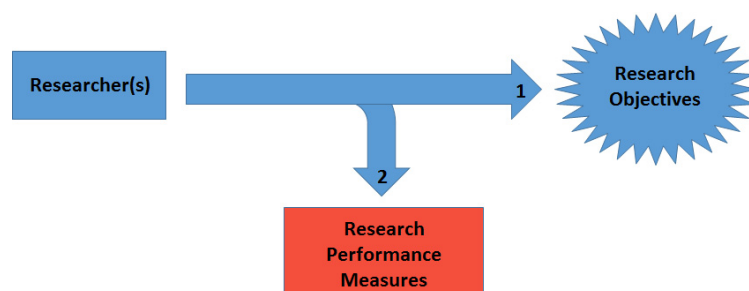 Researcher(s)
1
Research
Objectives
2
Research
Performance
Measures